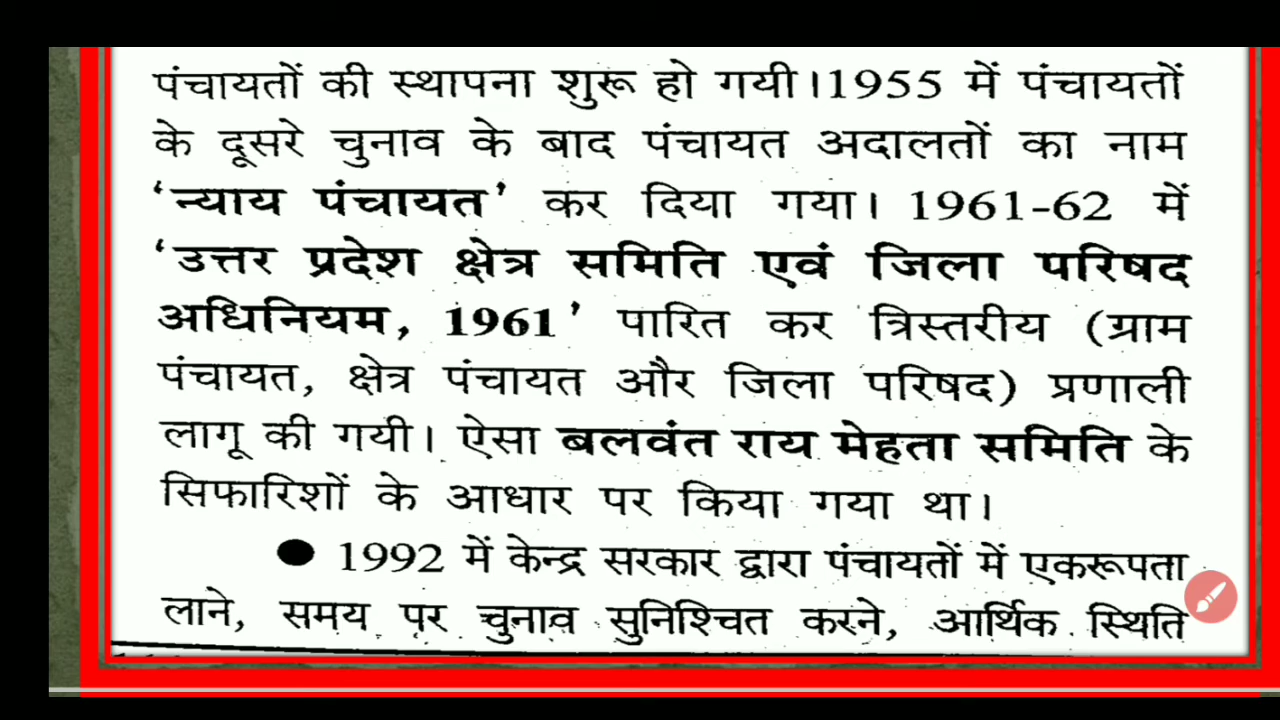 पंचायतों की स्थापना शुरू हो गयी।1955 में पंचायतों
के दूसरे चुनाव के बाद पंचायत अदालतों का नाम
‘न्याय पंचायत’ कर दिया गया। 1961-62 में
‘उत्तर प्रदेश क्षेत्र समिति एवं जिला परिषद
अधिनियम, 1961’ पारित कर त्रिस्तरीय (ग्राम
पंचायत, क्षेत्र पंचायत और जिला परिषद) प्रणाली
लागू की गयी। ऐसा बलवंत राय मेहता समिति के
सिफारिशों के आधार पर किया गया था।
● 1992 में केन्द्र सरकार द्वारा पंचायतों में एकरूपता
लाने, समय पर चुनाव सुनिश्चित करने, आर्थिक स्थिति